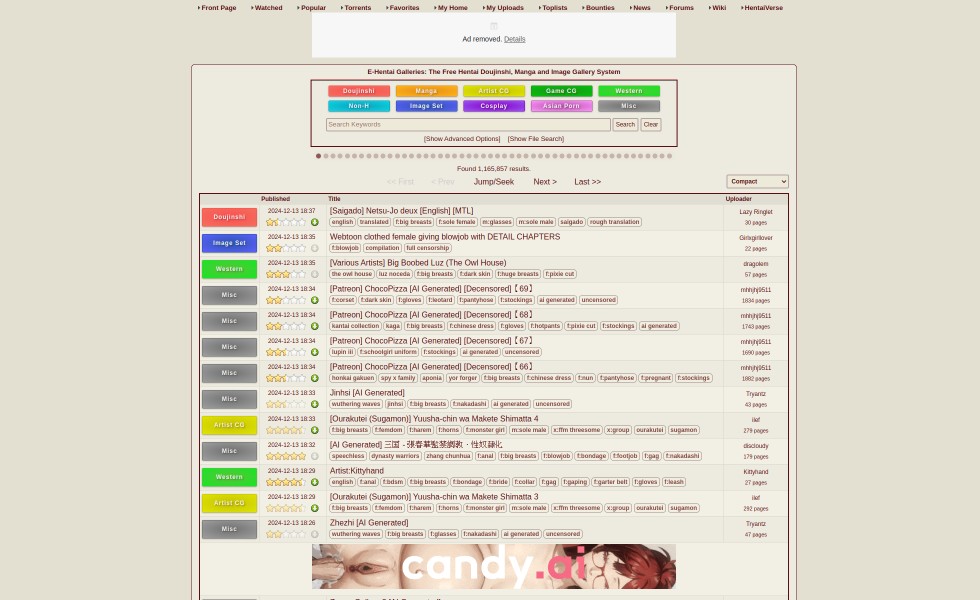 Front Page Watched Popular Torrents Favorites My Home My Uploads Toplists Bounties News Forums Wiki HentaiVerse
Ad removed. Details
E-Hentai Galleries: The Free Hentai Doujinshi, Manga and Image Gallery System
Doujinshi Manga Artist CG Game CG Western
Non-H Image Set Cosplay Asian Porn Misc
Search Keywords Search Clear
[Show Advanced Options] [Show File Search]
Found 1,165,857 results.
<< First < Prev Jump/Seek Next > Last >> Compact
Published Title Uploader
Doujinshi 2024-12-13 18:37 [Saigado] Netsu-Jo deux [English] [MTL] Lazy Ringlet
english translated f:big breasts f:sole female m:glasses m:sole male saigado rough translation 30 pages
Image Set 2024-12-13 18:35 Webtoon clothed female giving blowjob with DETAIL CHAPTERS Girlsgirllover
f:blowjob compilation full censorship 22 pages
Western 2024-12-13 18:35 [Various Artists] Big Boobed Luz (The Owl House) dragolem
the owl house luz noceda f:big breasts f:dark skin f:huge breasts f:pixie cut 57 pages
Misc 2024-12-13 18:34 [Patreon] ChocoPizza [AI Generated] [Decensored]【69】 mhhjhj9511
f:corset f:dark skin f:gloves f:leotard f:pantyhose f:stockings ai generated uncensored 1834 pages
Misc 2024-12-13 18:34 [Patreon] ChocoPizza [AI Generated] [Decensored]【68】 mhhjhj9511
kantai collection kaga f:big breasts f:chinese dress f:gloves f:hotpants f:pixie cut f:stockings ai generated 1743 pages
Misc 2024-12-13 18:34 [Patreon] ChocoPizza [AI Generated] [Decensored]【67】 mhhjhj9511
lupin iii f:schoolgirl uniform f:stockings ai generated uncensored 1690 pages
Misc 2024-12-13 18:34 [Patreon] ChocoPizza [AI Generated] [Decensored]【66】 mhhjhj9511
honkai gakuen spy x family aponia yor forger f:big breasts f:chinese dress f:nun f:pantyhose f:pregnant f:stockings 1882 pages
Misc 2024-12-13 18:33 Jinhsi [AI Generated] Tryantz
wuthering waves jinhsi f:big breasts f:nakadashi ai generated uncensored 43 pages
Artist CG 2024-12-13 18:33 [Ourakutei (Sugamon)] Yuusha-chin wa Makete Shimatta 4 ilef
f:big breasts f:femdom f:harem f:horns f:monster girl m:sole male x:ffm threesome x:group ourakutei sugamon 279 pages
Misc 2024-12-13 18:32 [AI Generated] 三国 - 張春華監禁調教・性奴隷化 discloudy
speechless dynasty warriors zhang chunhua f:anal f:big breasts f:blowjob f:bondage f:footjob f:gag f:nakadashi 179 pages
Western 2024-12-13 18:29 Artist:Kittyhand Kittyhand
english f:anal f:bdsm f:big breasts f:bondage f:bride f:collar f:gag f:gaping f:garter belt f:gloves f:leash 27 pages
Artist CG 2024-12-13 18:29 [Ourakutei (Sugamon)] Yuusha-chin wa Makete Shimatta 3 ilef
f:big breasts f:femdom f:harem f:horns f:monster girl m:sole male x:ffm threesome x:group ourakutei sugamon 292 pages
Misc 2024-12-13 18:26 Zhezhi [AI Generated] Tryantz
wuthering waves f:big breasts f:glasses f:nakadashi ai generated uncensored 47 pages
candy.ai